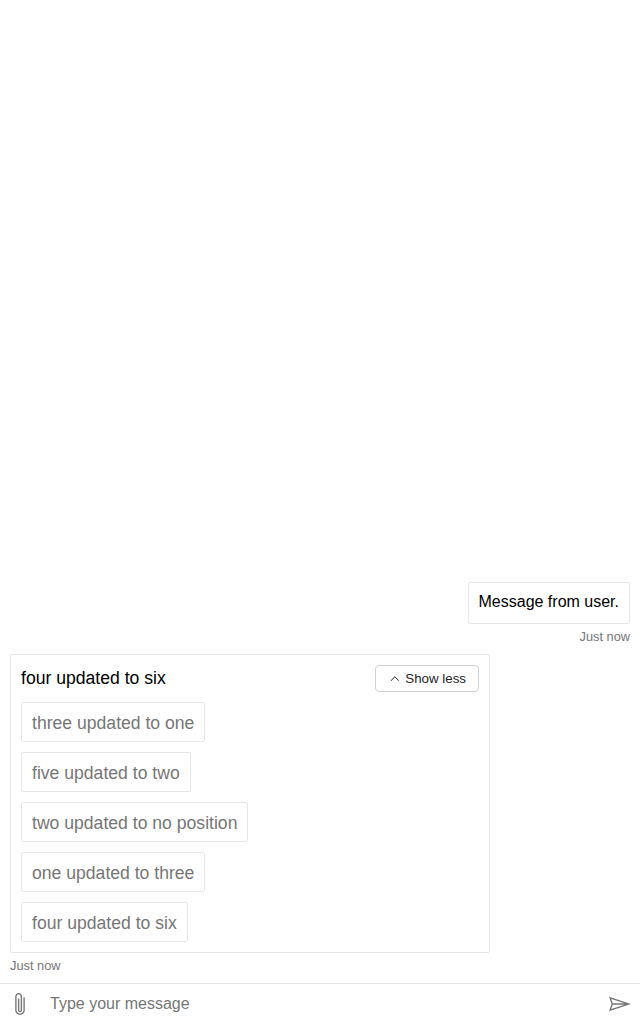 Message from user.
Just now
four updated to six
Show less
three updated to one
five updated to two
two updated to no position
one updated to three
four updated to six
Just now
Type your message